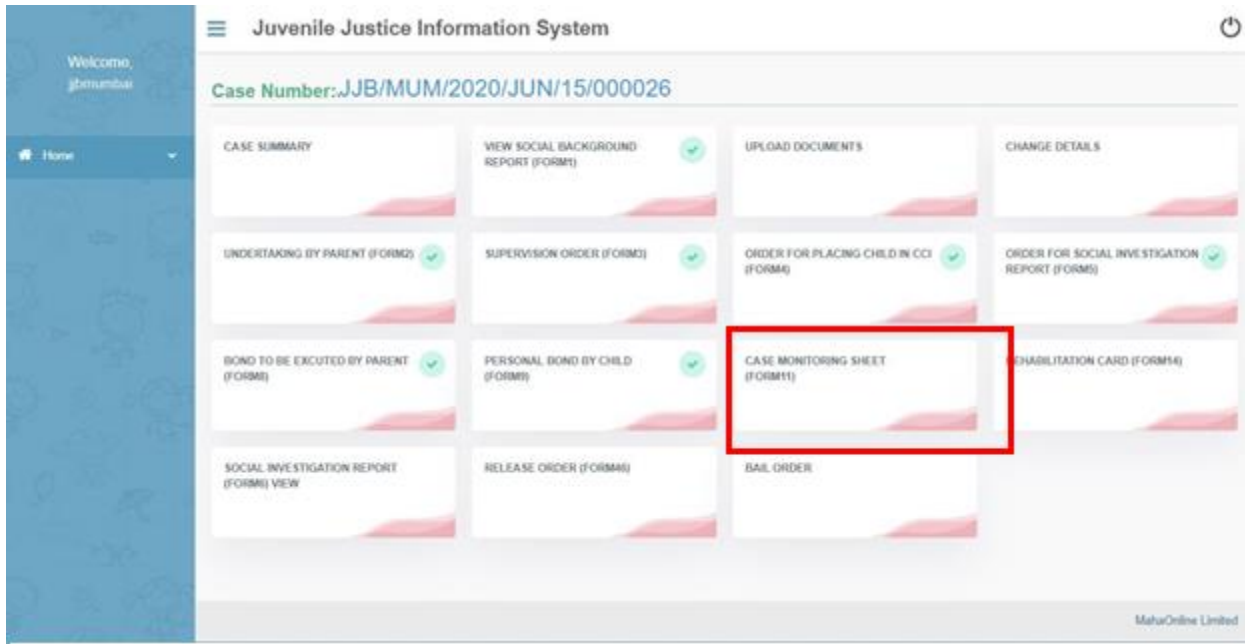 Juvenile Justice Information System
Welcome,
jjbmumbai
Home
Case Number:JJB/MUM/2020/JUN/15/000026
CASE SUMMARY
VIEW SOCIAL BACKGROUND
REPORT (FORM1)
UPLOAD DOCUMENTS
CHANGE DETAILS
UNDERTAKING BY PARENT (FORM2)
SUPERVISION ORDER (FORM3)
ORDER FOR PLACING CHILD IN CCI
(FORM4)
ORDER FOR SOCIAL INVESTIGATION
REPORT (FORM5)
BOND TO BE EXCUTED BY PARENT
(FORM8)
PERSONAL BOND BY CHILD
(FORM9)
CASE MONITORING SHEET
(FORM11)
EHABILITATION CARD (FORM14)
SOCIAL INVESTIGATION REPORT
(FORM6) VIEW
RELEASE ORDER (FORM46)
BAIL ORDER
MahaOnline Limited